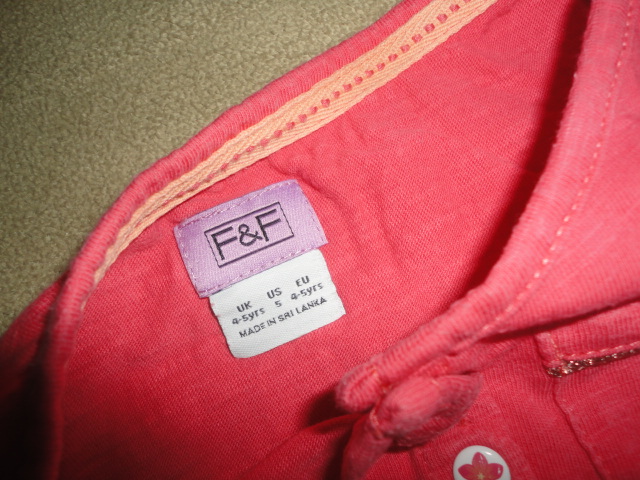 F&F
UK US EU
4-5yrs 5 4-5yrs
MADE IN SRI LANKA